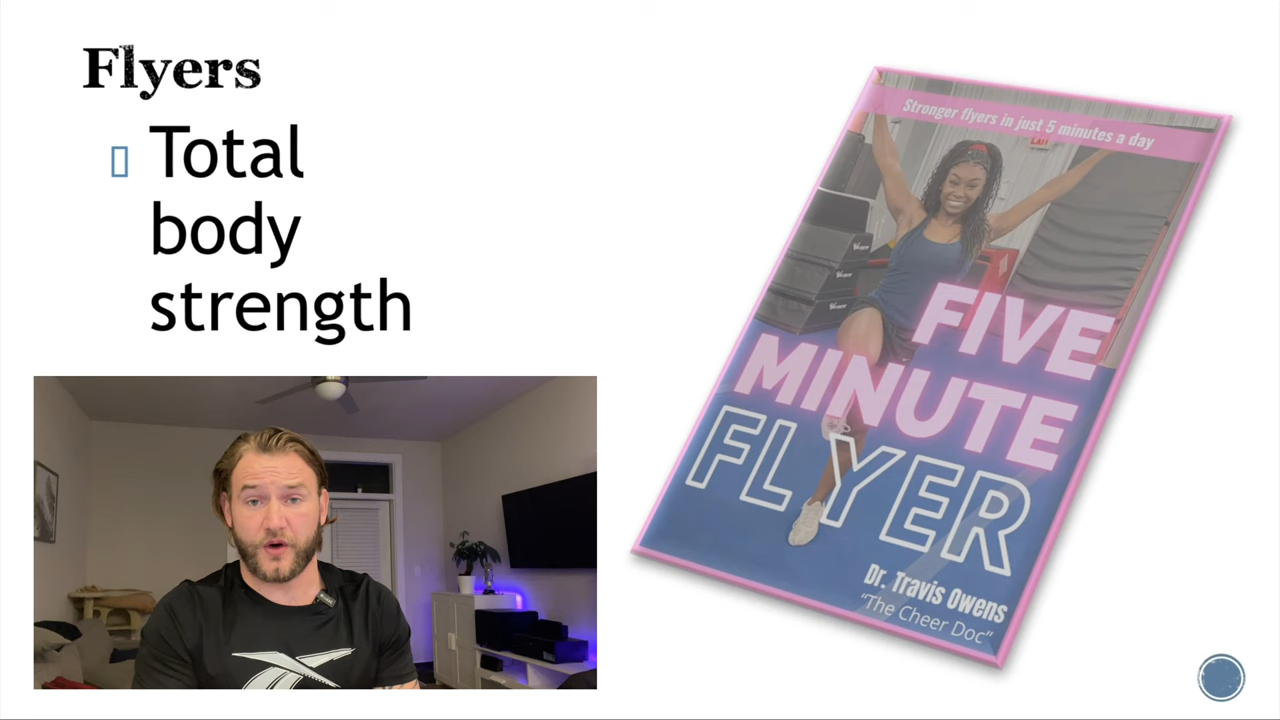 Flyers
Total
body
strength
Stronger flyers in just 5 minutes a day
EXIT
FIVE
MINUTE
FLYER
Dr. Travis Owens
“The Cheer Doc”